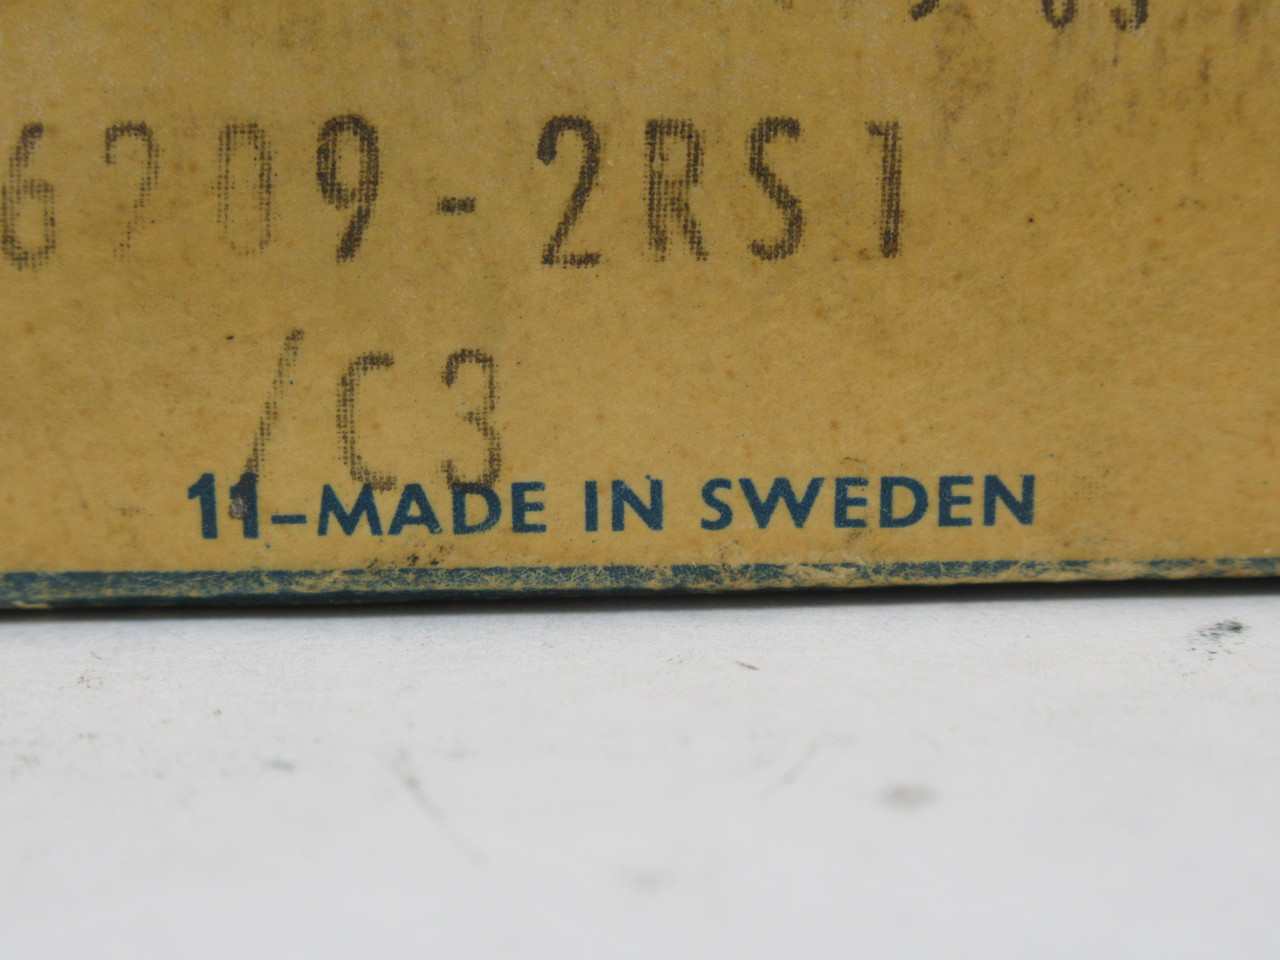 6209-2RS1
/C3
11-MADE IN SWEDEN